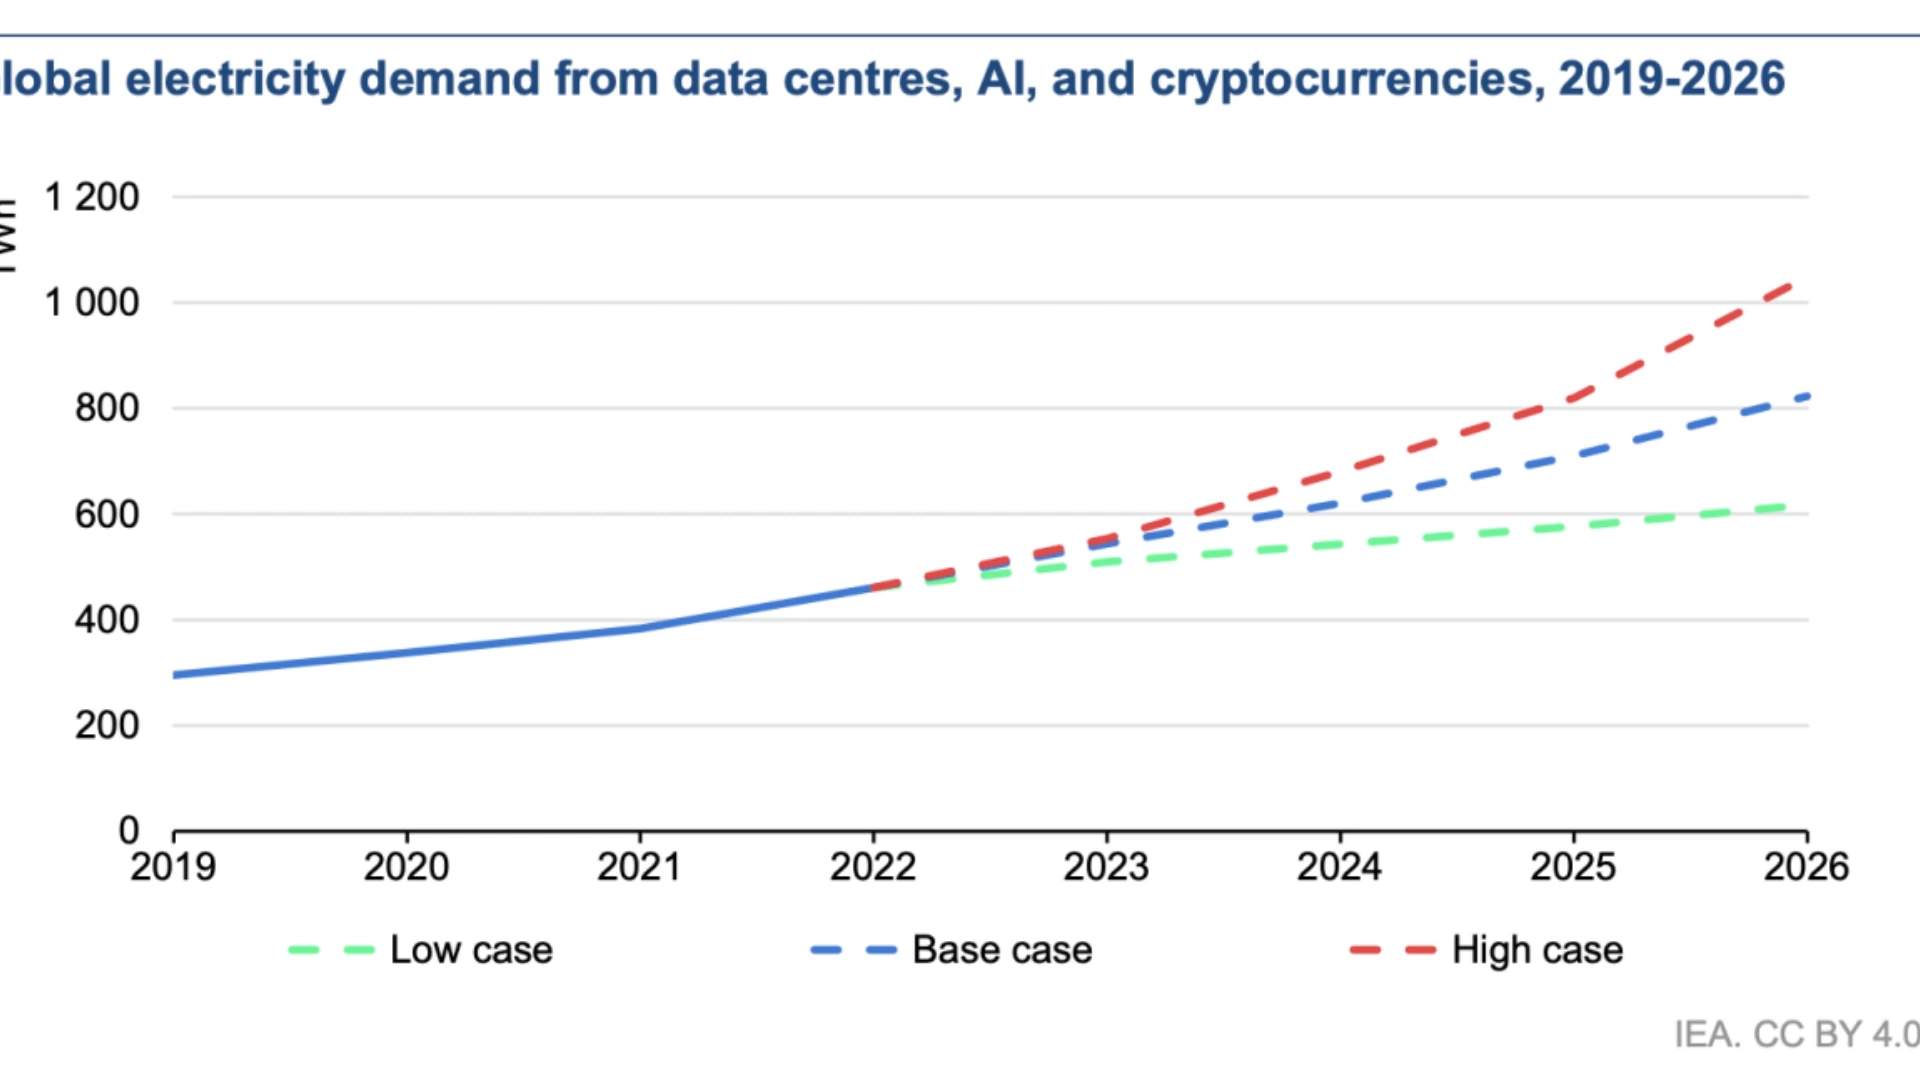 lobal electricity demand from data centres, AI, and cryptocurrencies, 2019-2026
TWh
1 200
1 000
800
600
400
200
0
2019 2020 2021 2022 2023 2024 2025 2026
Low case Base case High case
IEA. CC BY 4.0